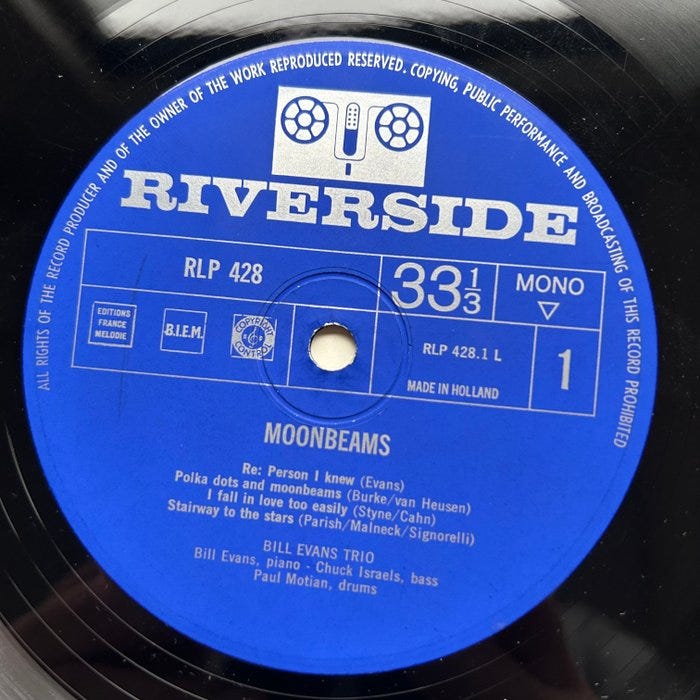 ALL RIGHTS OF THE RECORD PRODUCER AND OF THE OWNER OF THE WORK REPRODUCED RESERVED. COPYING, PUBLIC PERFORMANCE AND BROADCASTING OF THIS RECORD PROHIBITED
RIVERSIDE
RLP 428
33 1/3
MONO
EDITIONS
FRANCE
MELODIE
B.I.E.M.
COPYRIGHT
CONTROL
RLP 428.1 L
MADE IN HOLLAND
1
MOONBEAMS
Re: Person I knew (Evans)
Polka dots and moonbeams (Burke/van Heusen)
I fall in love too easily (Styne/Cahn)
Stairway to the stars (Parish/Malneck/Signorelli)
BILL EVANS TRIO
Bill Evans, piano - Chuck Israels, bass
Paul Motian, drums